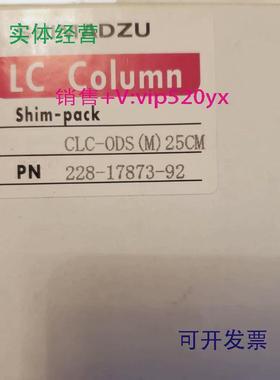 实体经营
DZU
LC Column
销售+V:vip520yx
Shim-pack
CLC-ODS(M)25CM
PN 228-17873-92
可开发票